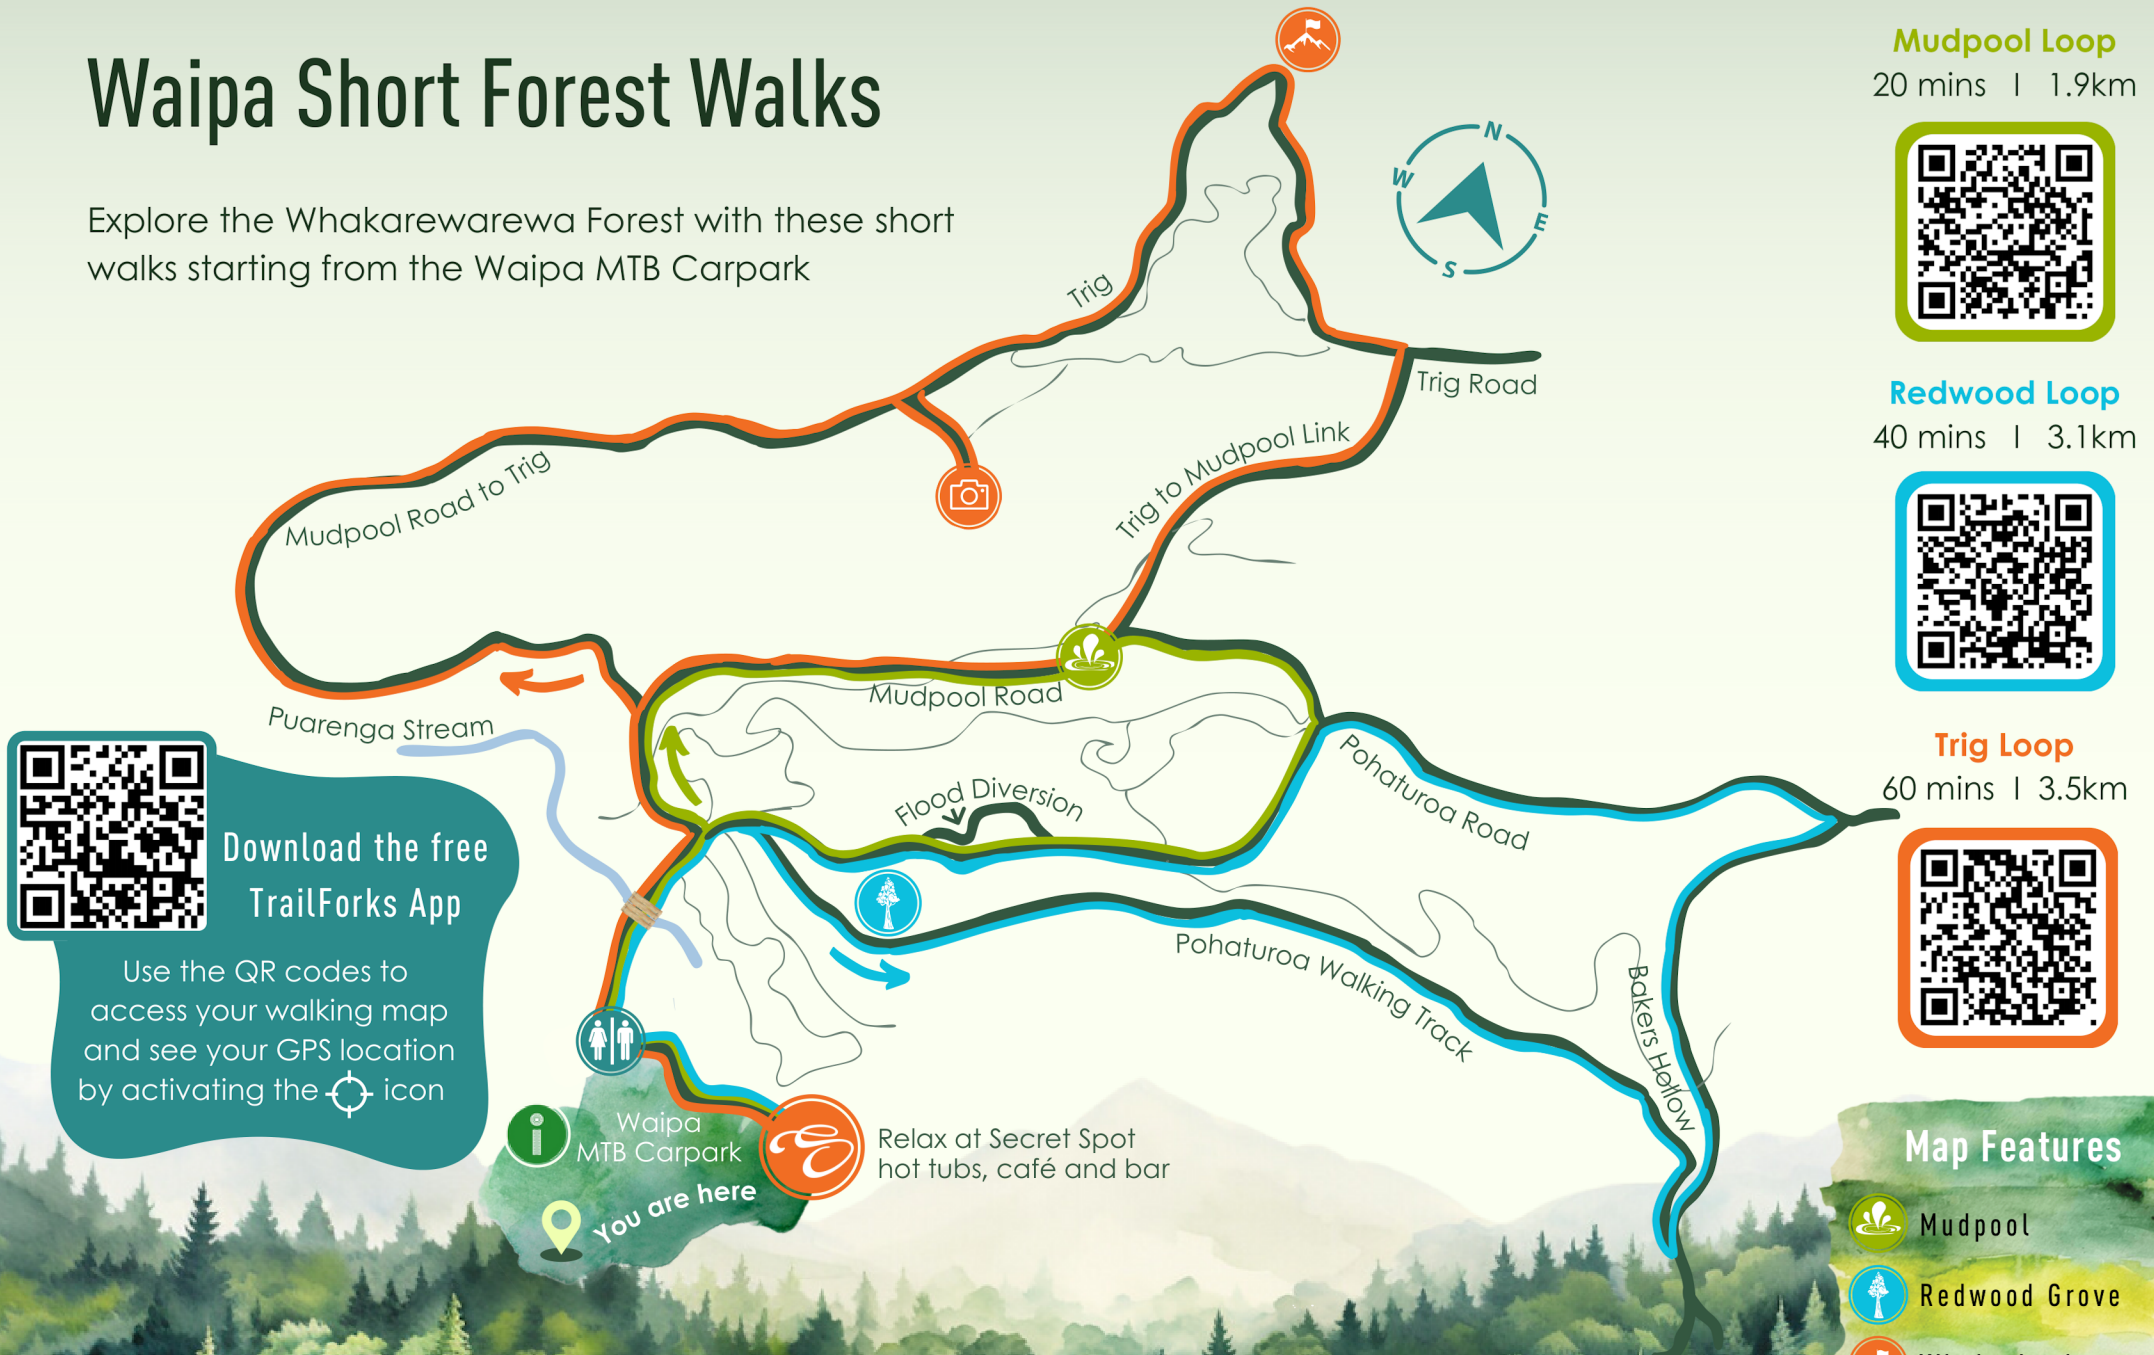 Waipa Short Forest Walks
Explore the Whakarewarewa Forest with these short
walks starting from the Waipa MTB Carpark
N
W
E
S
Trig
Trig Road
Trig to Mudpool Link
Mudpool Road to Trig
Mudpool Road
Puarenga Stream
Flood Diversion
Pohaturoa Road
Pohaturoa Walking Track
Bakers Hollow
Download the free
TrailForks App
Use the QR codes to
access your walking map
and see your GPS location
by activating the icon
i
Waipa
MTB Carpark
You are here
Relax at Secret Spot
hot tubs, café and bar
Mudpool Loop
20 mins | 1.9km
Redwood Loop
40 mins | 3.1km
Trig Loop
60 mins | 3.5km
Map Features
Mudpool
Redwood Grove